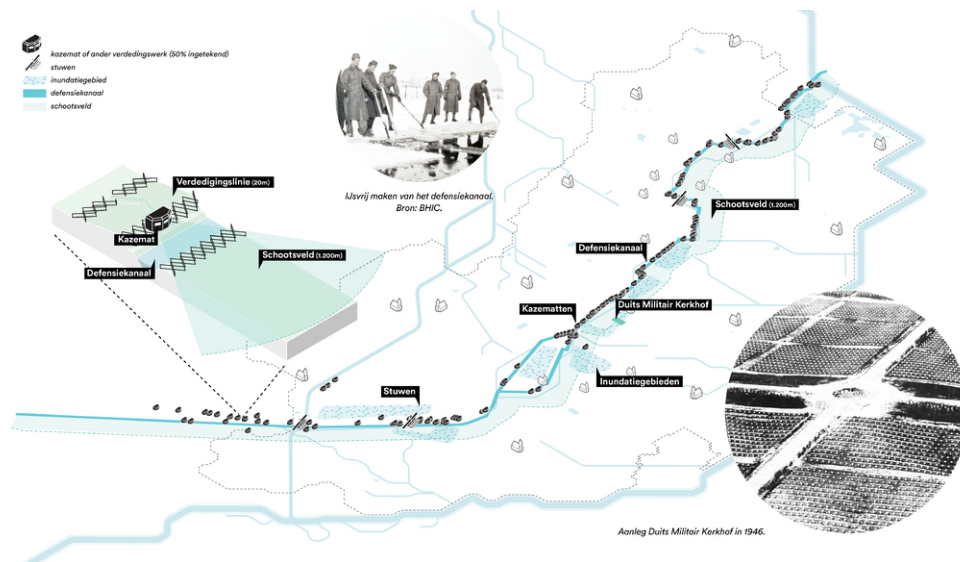 kazemat of ander verdedingswerk (50% ingetekend)
stuwen
inundatiegebied
defensiekanaal
schootsveld
IJsvrij maken van het defensiekanaal.
Bron: BHIC.
Verdedigingslinie (20m)
Kazemat
Defensiekanaal
Schootsveld (1.200m)
Schootsveld (1.200m)
Defensiekanaal
Kazematten
Duits Militair Kerkhof
Inundatiegebieden
Stuwen
Aanleg Duits Militair Kerkhof in 1946.